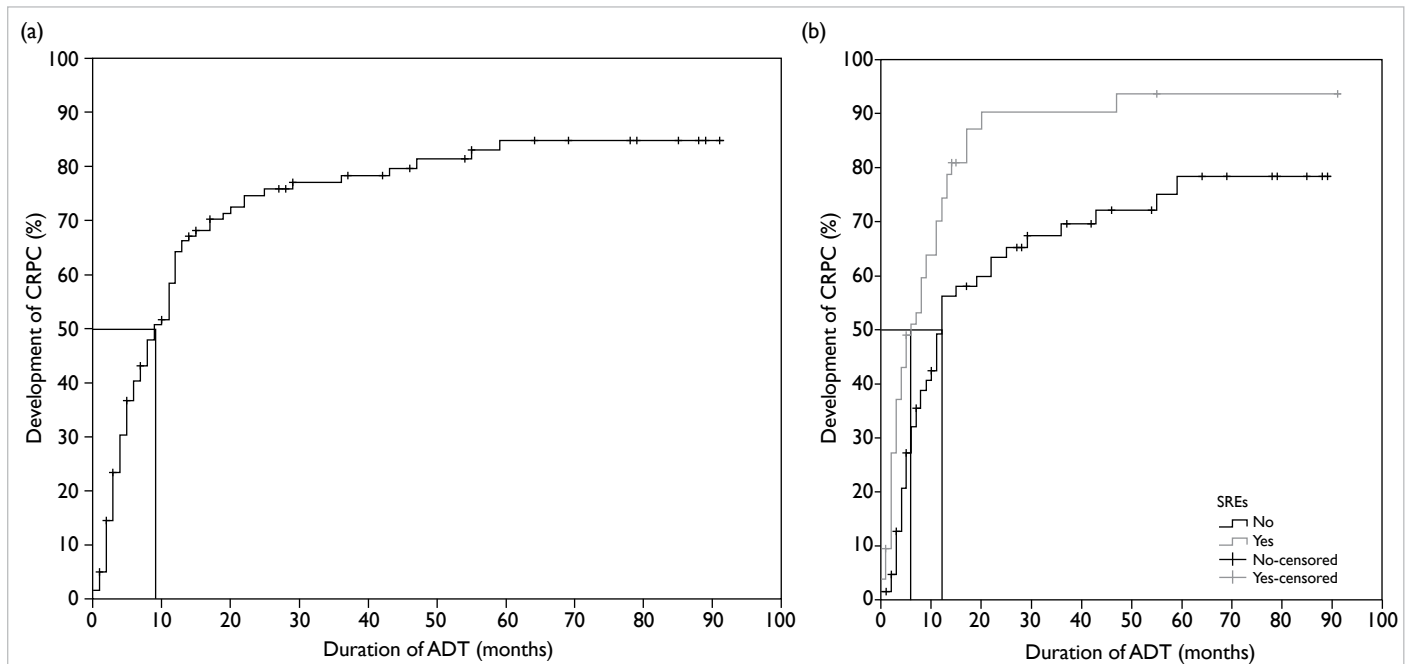 (a)
100
90
80
70
60
50
40
30
20
10
0
Development of CRPC (%)
0 10 20 30 40 50 60 70 80 90 100
Duration of ADT (months)
(b)
100
90
80
70
60
50
40
30
20
10
0
Development of CRPC (%)
SREs
No
Yes
No-censored
Yes-censored
0 10 20 30 40 50 60 70 80 90 100
Duration of ADT (months)